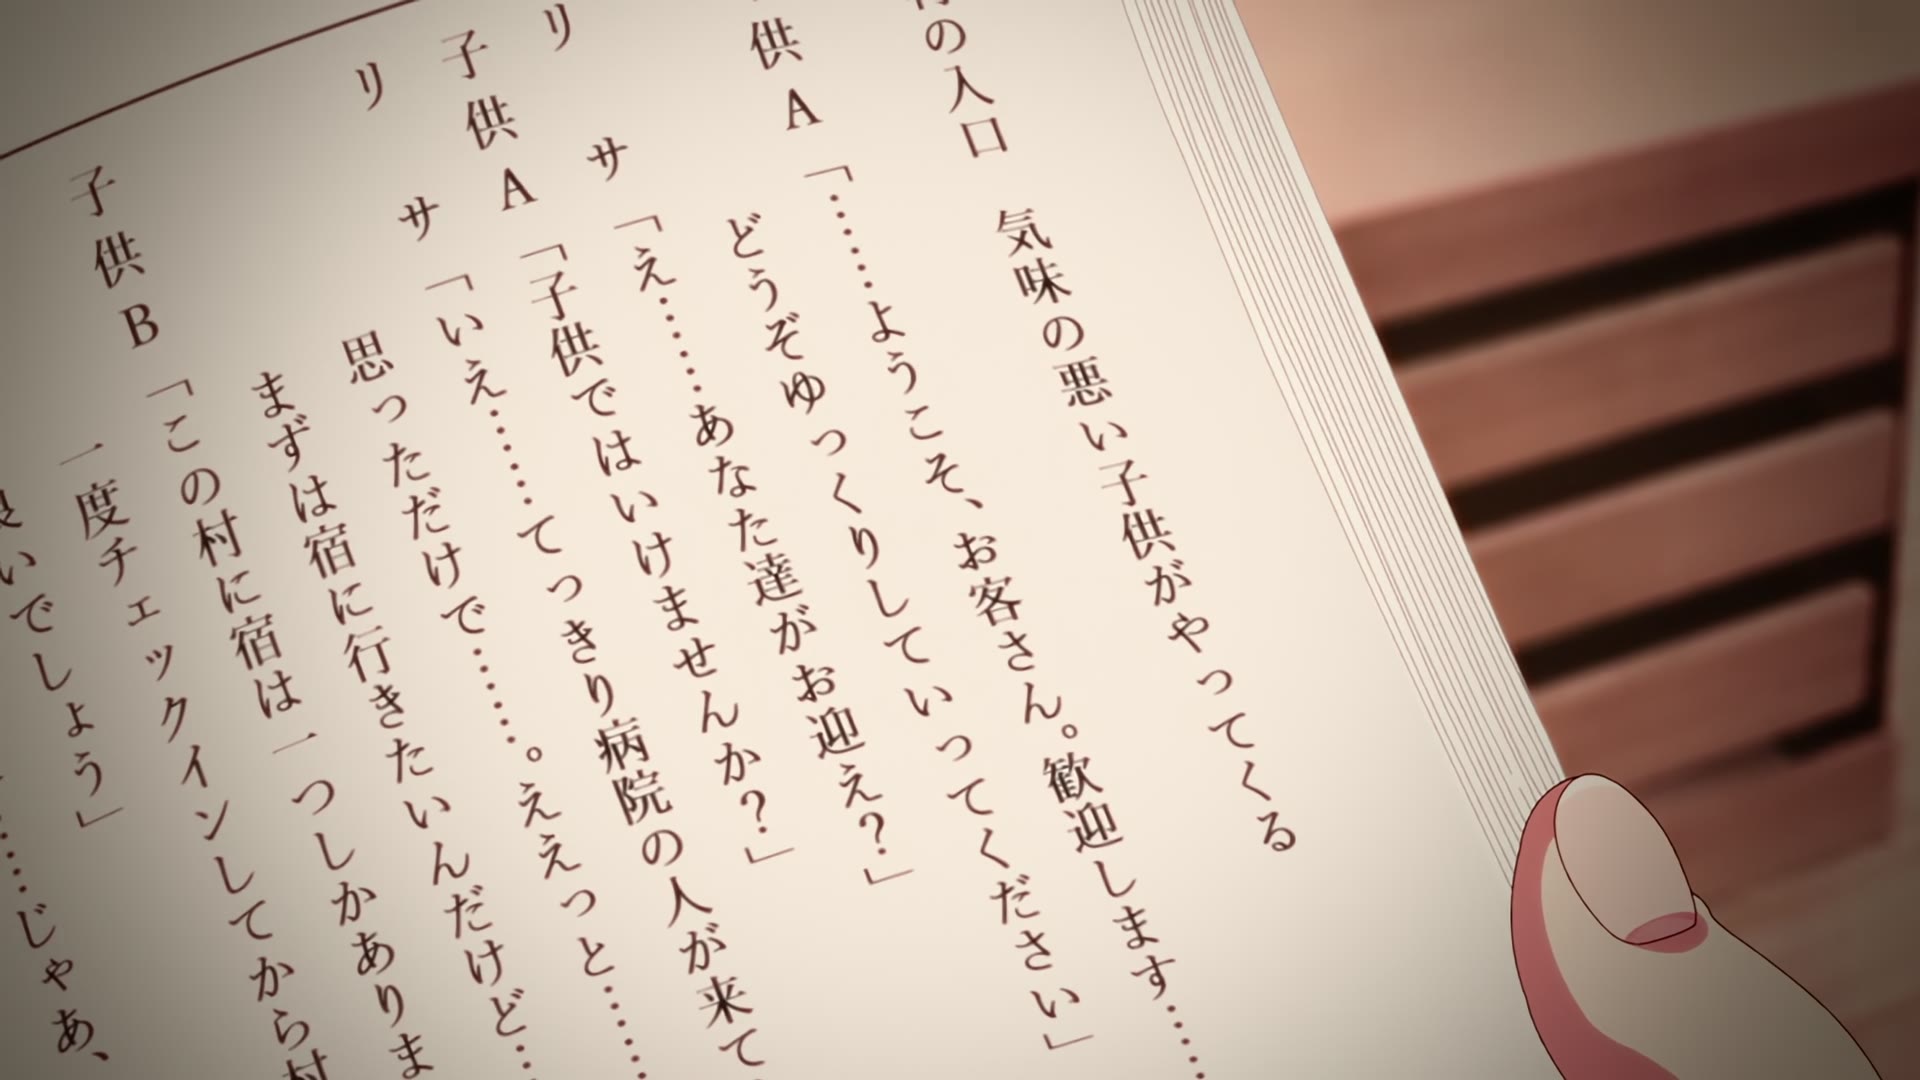 の入口　気味の悪い子供がやってくる
供A「……ようこそ、お客さん。歓迎します……
どうぞゆっくりしていってください」
リサ「え……あなた達がお迎え？」
子供A「子供ではいけませんか？」
リサ「いえ……てっきり病院の人が来て
思っただけで……。ええっと……
まずは宿に行きたいんだけど……
子供B「この村に宿は一つしかありま
一度チェックインしてから村
いでしょう」
……じゃあ、